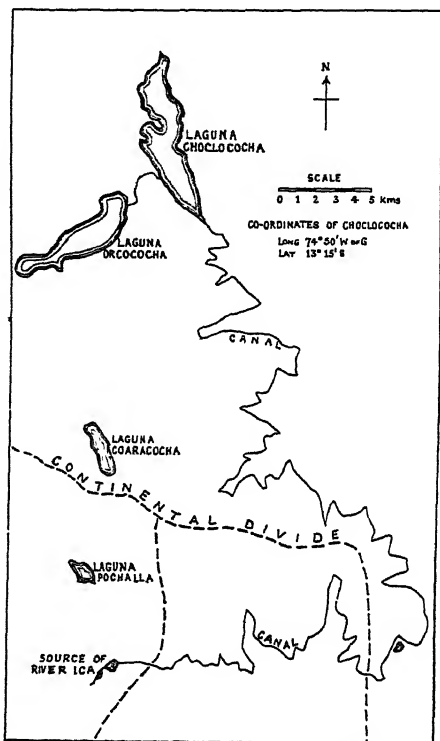 N
LAGUNA
CHOCLOCOCHA
SCALE
0 1 2 3 4 5 Kms
CO-ORDINATES OF CHOCLOCOCHA
LONG 74° 50' W OF G
LAT 13° 15' S
LAGUNA
ORCOCOCHA
CANAL
LAGUNA
COARACOCHA
CONTINENTAL DIVIDE
LAGUNA
POCHALLA
CANAL
SOURCE OF
RIVER ICA